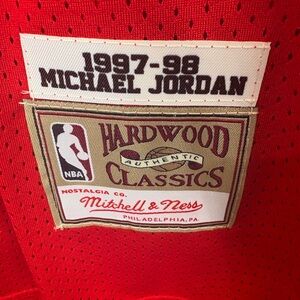 1997-98
MICHAEL JORDAN
HARDWOOD
AUTHENTIC
CLASSICS
NBA
NOSTALGIA CO.
Mitchell & Ness
PHILADELPHIA, PA